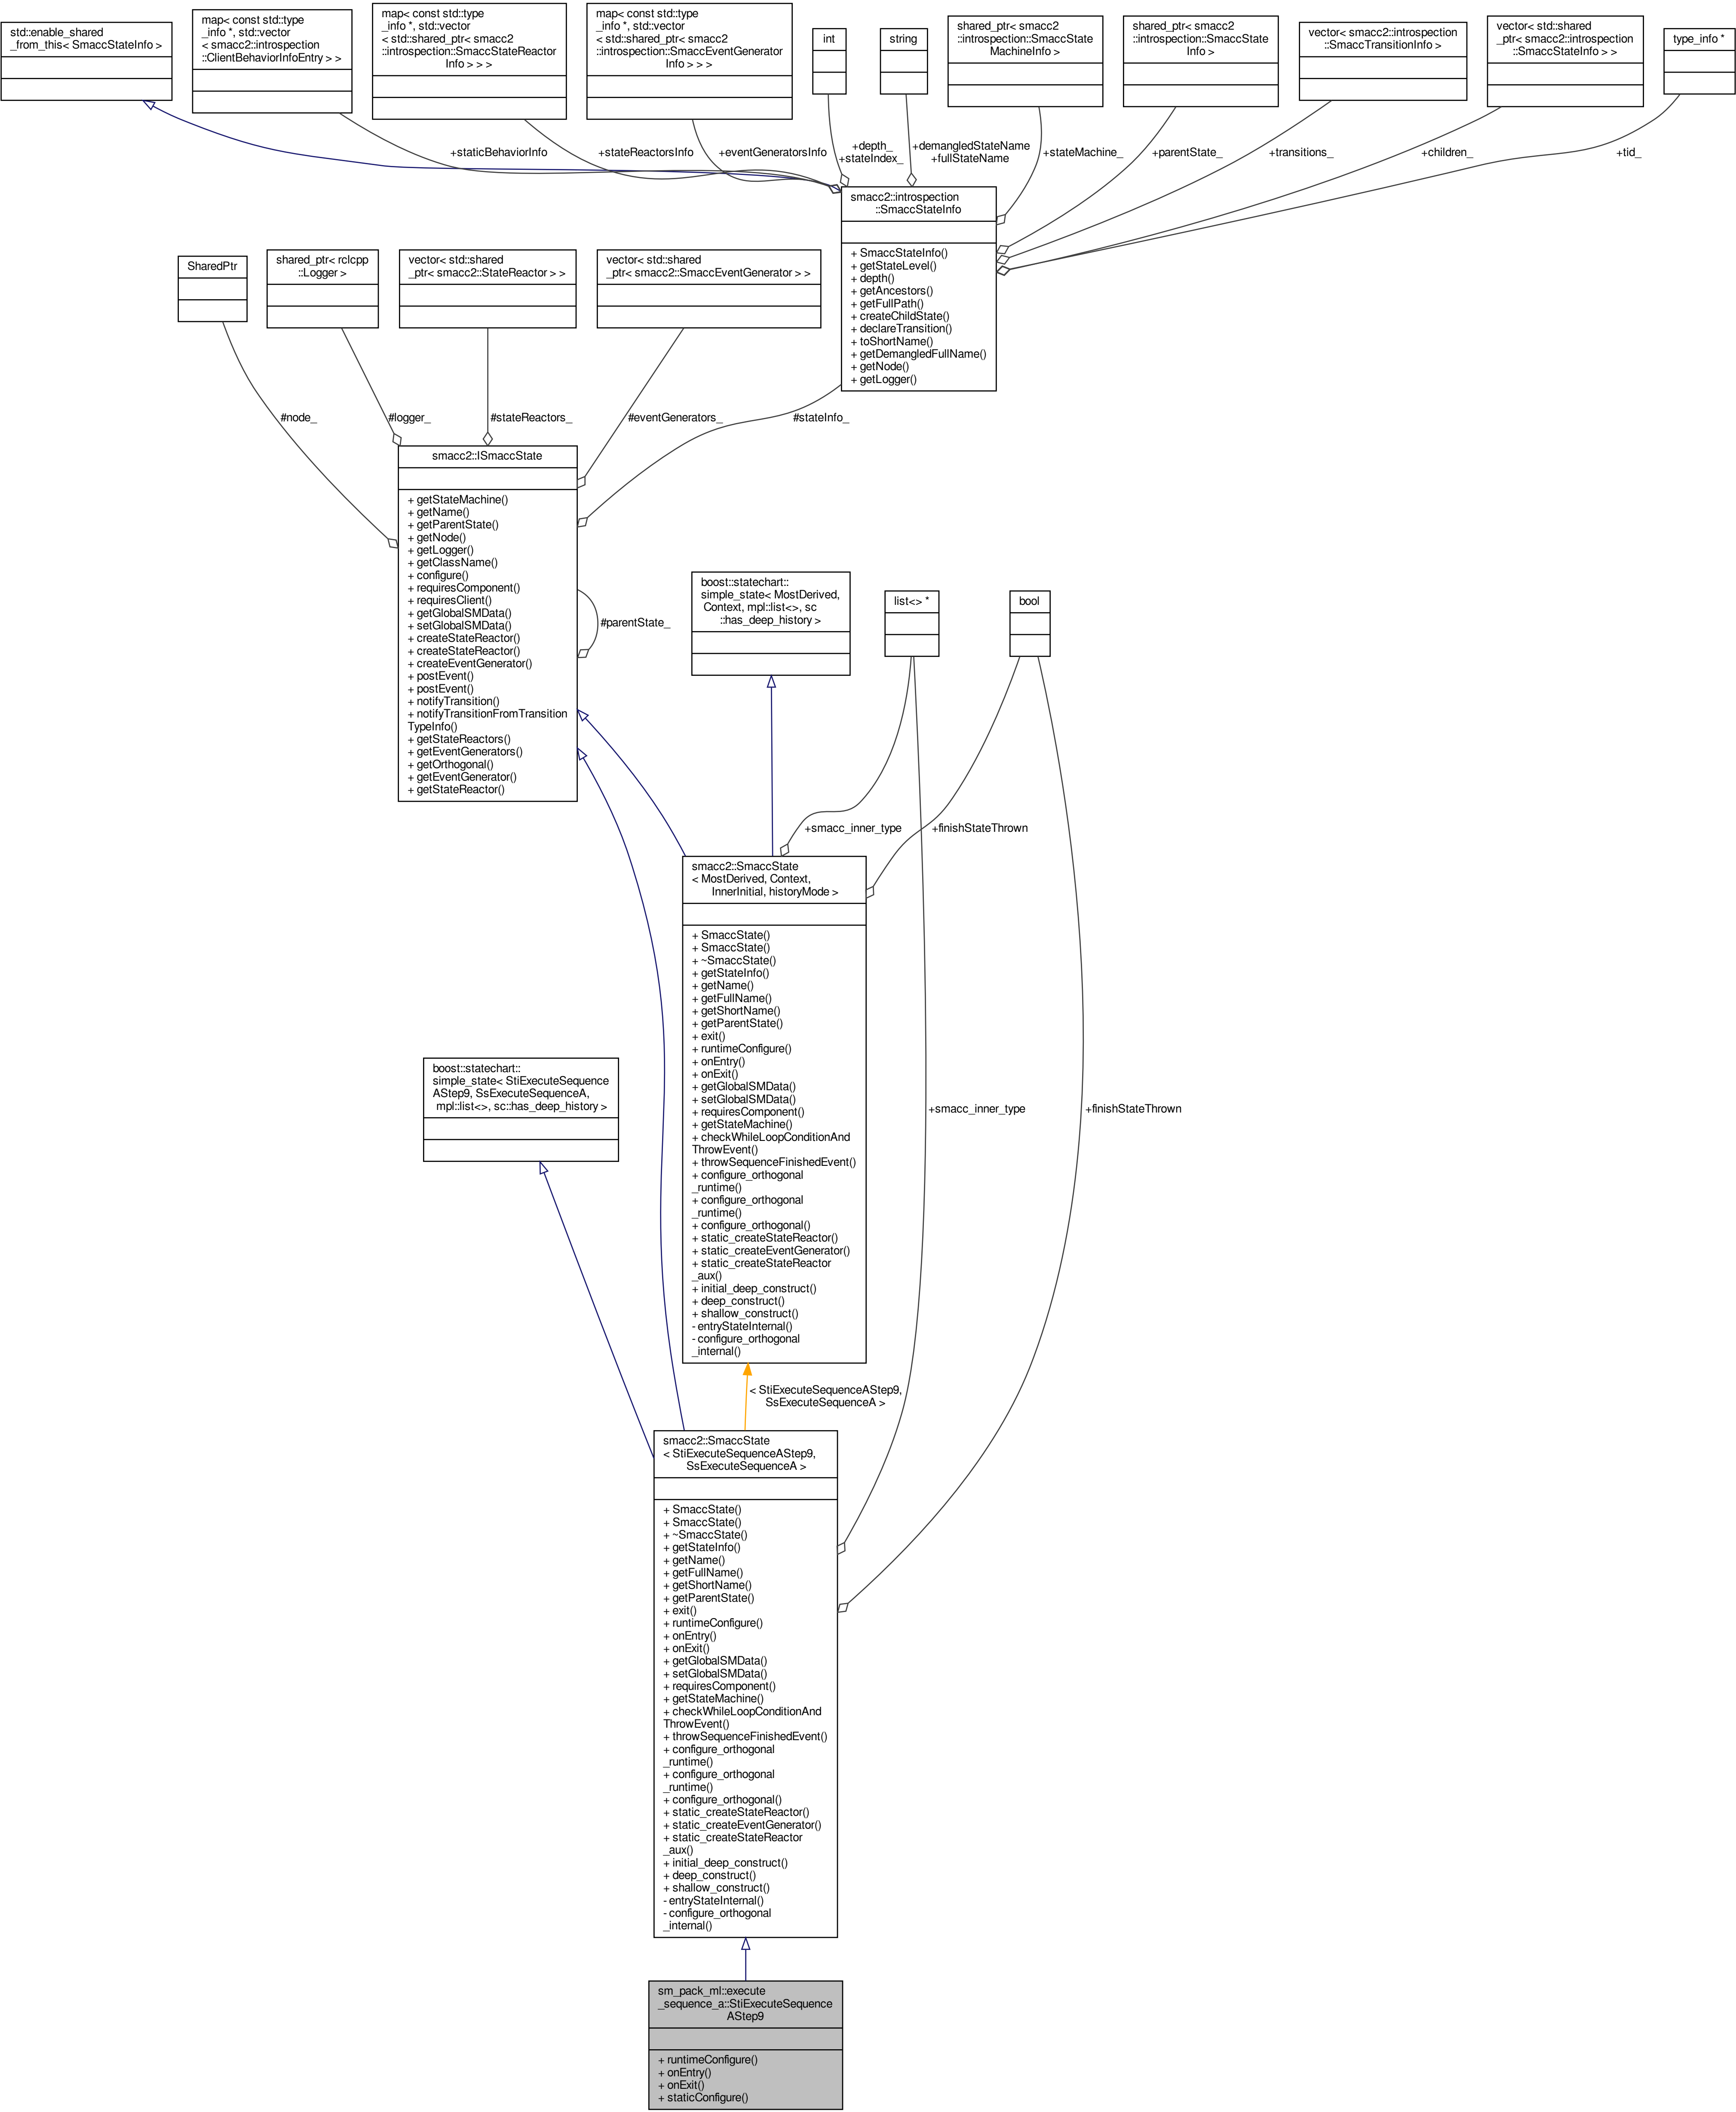 std::enable_shared
_from_this< SmaccStateInfo >
map< const std::type
_info *, std::vector
< smacc2::introspection
::ClientBehaviorInfoEntry > >
map< const std::type
_info *, std::vector
< std::shared_ptr< smacc2
::introspection::SmaccStateReactor
Info > > >
map< const std::type
_info *, std::vector
< std::shared_ptr< smacc2
::introspection::SmaccEventGenerator
Info > > >
int
string
shared_ptr< smacc2
::introspection::SmaccState
MachineInfo >
shared_ptr< smacc2
::introspection::SmaccState
Info >
vector< smacc2::introspection
::SmaccTransitionInfo >
vector< std::shared
_ptr< smacc2::introspection
::SmaccStateInfo > >
type_info *
+staticBehaviorInfo
+stateReactorsInfo
+eventGeneratorsInfo
+depth_
+stateIndex_
+demangledStateName
+fullStateName
+stateMachine_
+parentState_
+transitions_
+children_
+tid_
smacc2::introspection
::SmaccStateInfo
+ SmaccStateInfo()
+ getStateLevel()
+ depth()
+ getAncestors()
+ getFullPath()
+ createChildState()
+ declareTransition()
+ toShortName()
+ getDemangledFullName()
+ getNode()
+ getLogger()
SharedPtr
shared_ptr< rclcpp
::Logger >
vector< std::shared
_ptr< smacc2::StateReactor > >
vector< std::shared
_ptr< smacc2::SmaccEventGenerator > >
#node_
#logger_
#stateReactors_
#eventGenerators_
#stateInfo_
smacc2::ISmaccState
+ getStateMachine()
+ getName()
+ getParentState()
+ getNode()
+ getLogger()
+ getClassName()
+ configure()
+ requiresComponent()
+ requiresClient()
+ getGlobalSMData()
+ setGlobalSMData()
+ createStateReactor()
+ createStateReactor()
+ createEventGenerator()
+ postEvent()
+ postEvent()
+ notifyTransition()
+ notifyTransitionFromTransition
TypeInfo()
+ getStateReactors()
+ getEventGenerators()
+ getOrthogonal()
+ getEventGenerator()
+ getStateReactor()
#parentState_
boost::statechart::
simple_state< MostDerived,
Context, mpl::list<>, sc
::has_deep_history >
list<> *
bool
+smacc_inner_type
+finishStateThrown
smacc2::SmaccState
< MostDerived, Context,
InnerInitial, historyMode >
+ SmaccState()
+ SmaccState()
+ ~SmaccState()
+ getStateInfo()
+ getName()
+ getFullName()
+ getShortName()
+ getParentState()
+ exit()
+ runtimeConfigure()
+ onEntry()
+ onExit()
+ getGlobalSMData()
+ setGlobalSMData()
+ requiresComponent()
+ getStateMachine()
+ checkWhileLoopConditionAnd
ThrowEvent()
+ throwSequenceFinishedEvent()
+ configure_orthogonal
_runtime()
+ configure_orthogonal
_runtime()
+ configure_orthogonal()
+ static_createStateReactor()
+ static_createEventGenerator()
+ static_createStateReactor
_aux()
+ initial_deep_construct()
+ deep_construct()
+ shallow_construct()
- entryStateInternal()
- configure_orthogonal
_internal()
boost::statechart::
simple_state< StiExecuteSequence
AStep9, SsExecuteSequenceA,
mpl::list<>, sc::has_deep_history >
+smacc_inner_type
+finishStateThrown
< StiExecuteSequenceAStep9,
SsExecuteSequenceA >
smacc2::SmaccState
< StiExecuteSequenceAStep9,
SsExecuteSequenceA >
+ SmaccState()
+ SmaccState()
+ ~SmaccState()
+ getStateInfo()
+ getName()
+ getFullName()
+ getShortName()
+ getParentState()
+ exit()
+ runtimeConfigure()
+ onEntry()
+ onExit()
+ getGlobalSMData()
+ setGlobalSMData()
+ requiresComponent()
+ getStateMachine()
+ checkWhileLoopConditionAnd
ThrowEvent()
+ throwSequenceFinishedEvent()
+ configure_orthogonal
_runtime()
+ configure_orthogonal
_runtime()
+ configure_orthogonal()
+ static_createStateReactor()
+ static_createEventGenerator()
+ static_createStateReactor
_aux()
+ initial_deep_construct()
+ deep_construct()
+ shallow_construct()
- entryStateInternal()
- configure_orthogonal
_internal()
sm_pack_ml::execute
_sequence_a::StiExecuteSequence
AStep9
+ runtimeConfigure()
+ onEntry()
+ onExit()
+ staticConfigure()